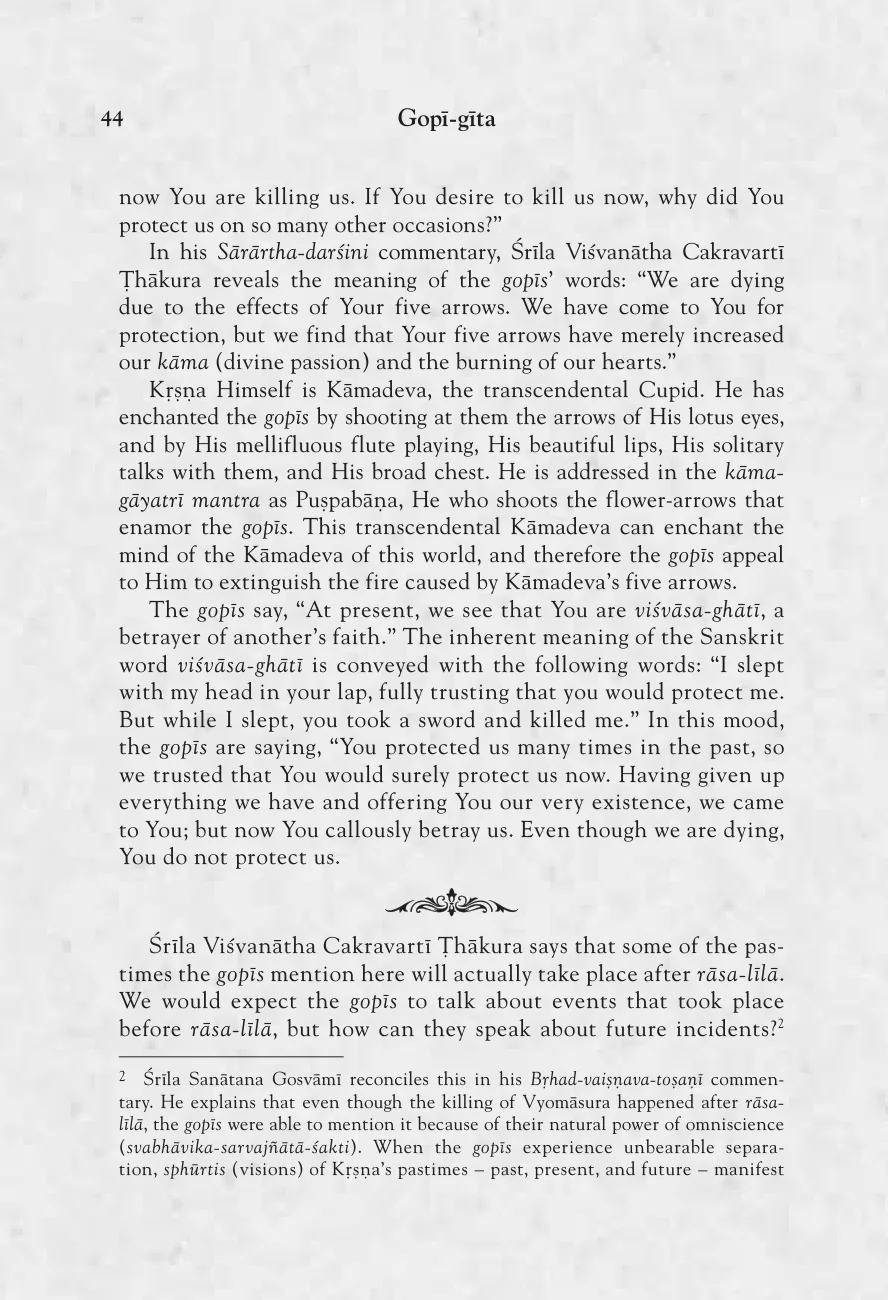 44
Gopī-gīta
now You are killing us. If You desire to kill us now, why did You
protect us on so many other occasions?”
In his Sārārtha-darśini commentary, Śrīla Viśvanātha Cakravartī
Ṭhākura reveals the meaning of the gopīs’ words: “We are dying
due to the effects of Your five arrows. We have come to You for
protection, but we find that Your five arrows have merely increased
our kāma (divine passion) and the burning of our hearts.”
Kṛṣṇa Himself is Kāmadeva, the transcendental Cupid. He has
enchanted the gopīs by shooting at them the arrows of His lotus eyes,
and by His mellifluous flute playing, His beautiful lips, His solitary
talks with them, and His broad chest. He is addressed in the kāma-
gāyatrī mantra as Puṣpabāṇa, He who shoots the flower-arrows that
enamor the gopīs. This transcendental Kāmadeva can enchant the
mind of the Kāmadeva of this world, and therefore the gopīs appeal
to Him to extinguish the fire caused by Kāmadeva’s five arrows.
The gopīs say, “At present, we see that You are viśvāsa-ghātī, a
betrayer of another’s faith.” The inherent meaning of the Sanskrit
word viśvāsa-ghātī is conveyed with the following words: “I slept
with my head in your lap, fully trusting that you would protect me.
But while I slept, you took a sword and killed me.” In this mood,
the gopīs are saying, “You protected us many times in the past, so
we trusted that You would surely protect us now. Having given up
everything we have and offering You our very existence, we came
to You; but now You callously betray us. Even though we are dying,
You do not protect us.
Śrīla Viśvanātha Cakravartī Ṭhākura says that some of the pas-
times the gopīs mention here will actually take place after rāsa-līlā.
We would expect the gopīs to talk about events that took place
before rāsa-līlā, but how can they speak about future incidents?²
² Śrīla Sanātana Gosvāmī reconciles this in his Bṛhad-vaiṣṇava-toṣaṇī commen-
tary. He explains that even though the killing of Vyomāsura happened after rāsa-
līlā, the gopīs were able to mention it because of their natural power of omniscience
(svabhāvika-sarvajñātā-śakti). When the gopīs experience unbearable separa-
tion, sphūrtis (visions) of Kṛṣṇa’s pastimes – past, present, and future – manifest